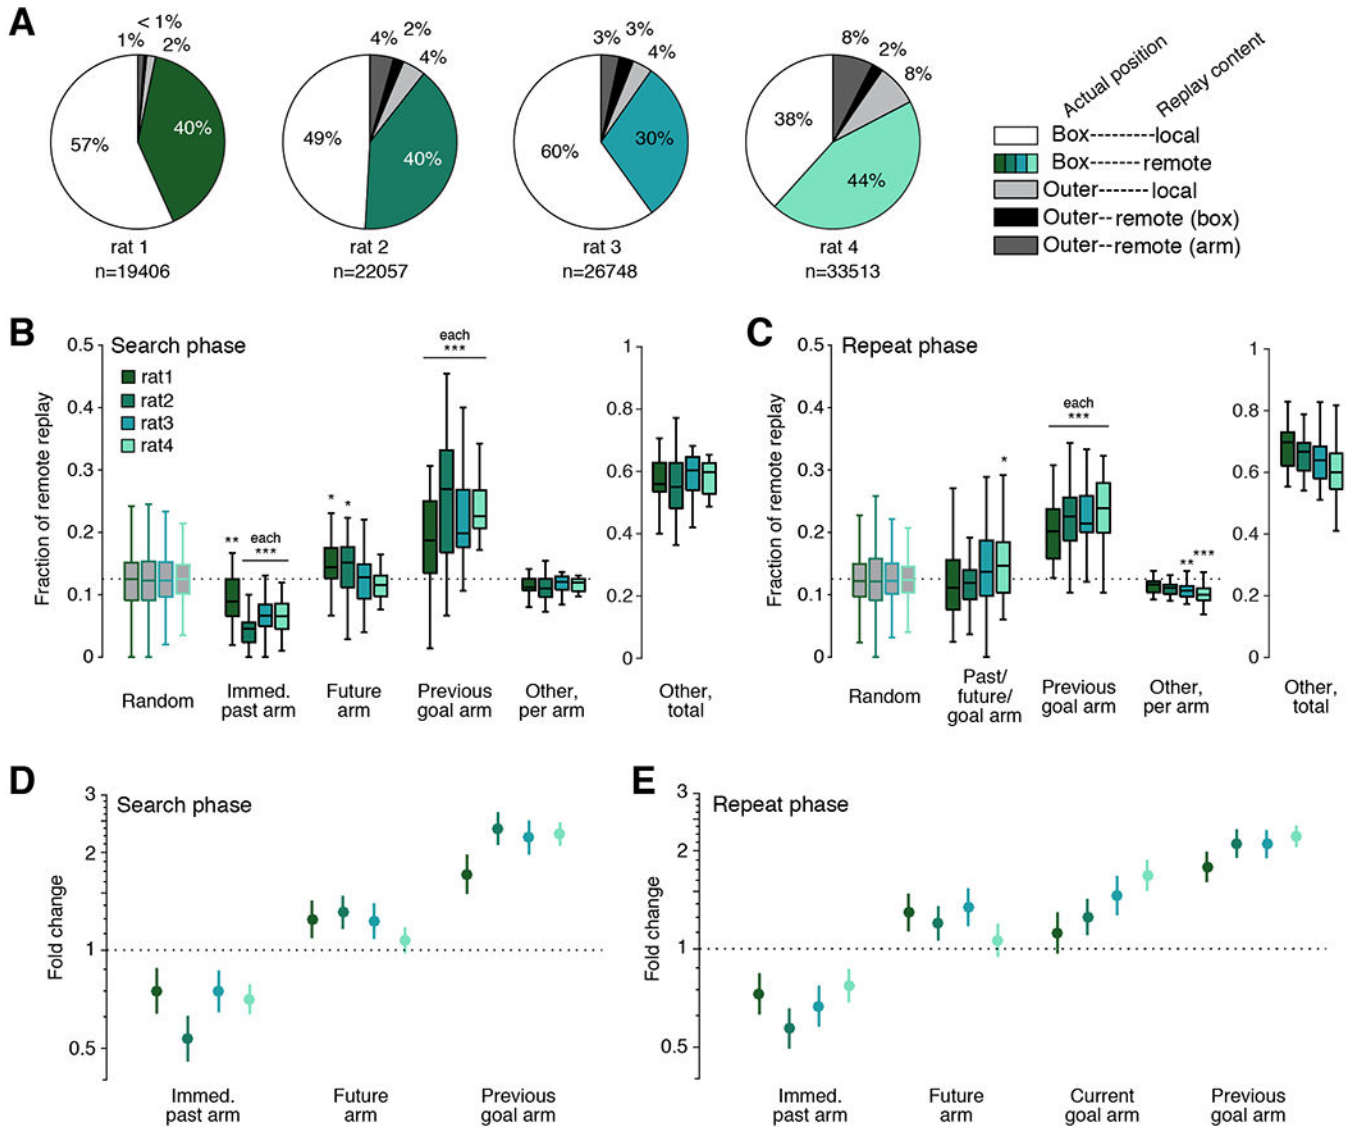 A
< 1%
1%
2%
57%
40%
rat 1
n=19406
4%
2%
4%
49%
40%
rat 2
n=22057
3%
3%
4%
60%
30%
rat 3
n=26748
8%
2%
8%
38%
44%
rat 4
n=33513
Actual position
Replay content
Box---------local
Box--------remote
Outer------local
Outer--remote (box)
Outer--remote (arm)
B
Search phase
rat1
rat2
rat3
rat4
Fraction of remote replay
0.5
0.4
0.3
0.2
0.1
0
**
each
***
*
*
each
***
Random
Immed.
past arm
Future
arm
Previous
goal arm
Other,
per arm
1
0.8
0.6
0.4
0.2
0
Other,
total
C
Repeat phase
Fraction of remote replay
0.5
0.4
0.3
0.2
0.1
0
*
each
***
**
***
Random
Past/
future/
goal arm
Previous
goal arm
Other,
per arm
1
0.8
0.6
0.4
0.2
0
Other,
total
D
Search phase
Fold change
3
2
1
0.5
Immed.
past arm
Future
arm
Previous
goal arm
E
Repeat phase
Fold change
3
2
1
0.5
Immed.
past arm
Future
arm
Current
goal arm
Previous
goal arm